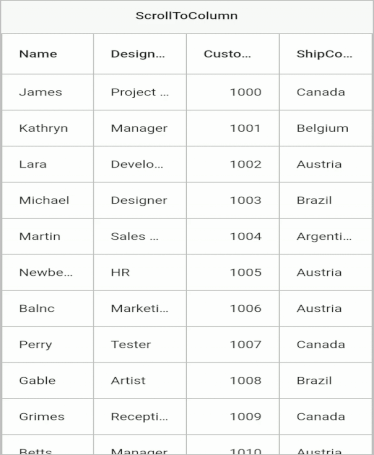 ScrollToColumn
Name Design... Custo... ShipCo...
James Project ... 1000 Canada
Kathryn Manager 1001 Belgium
Lara Develo... 1002 Austria
Michael Designer 1003 Brazil
Martin Sales ... 1004 Argenti...
Newbe... HR 1005 Austria
Balnc Marketi... 1006 Austria
Perry Tester 1007 Canada
Gable Artist 1008 Brazil
Grimes Recepti... 1009 Canada
Betts Manager 1010 Austria